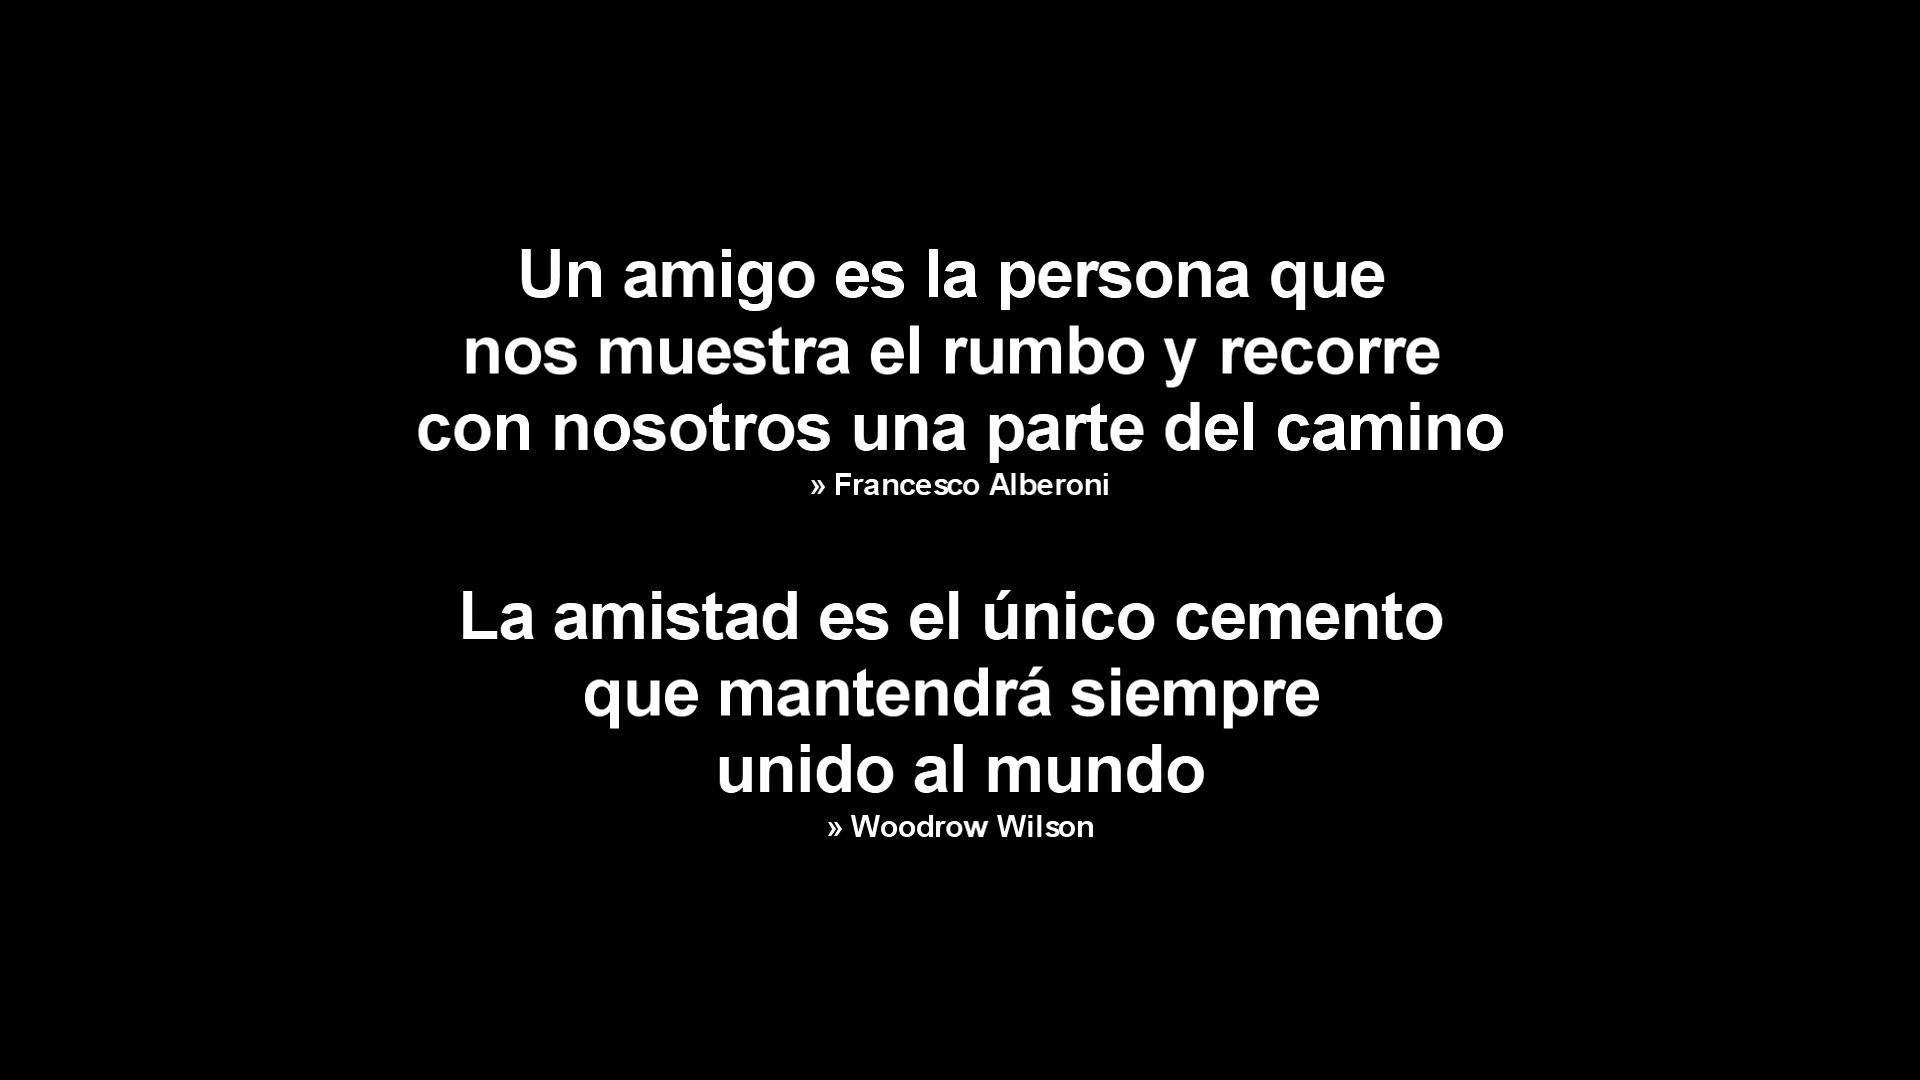 Un amigo es la persona que
nos muestra el rumbo y recorre
con nosotros una parte del camino
» Francesco Alberoni
La amistad es el único cemento
que mantendrá siempre
unido al mundo
» Woodrow Wilson